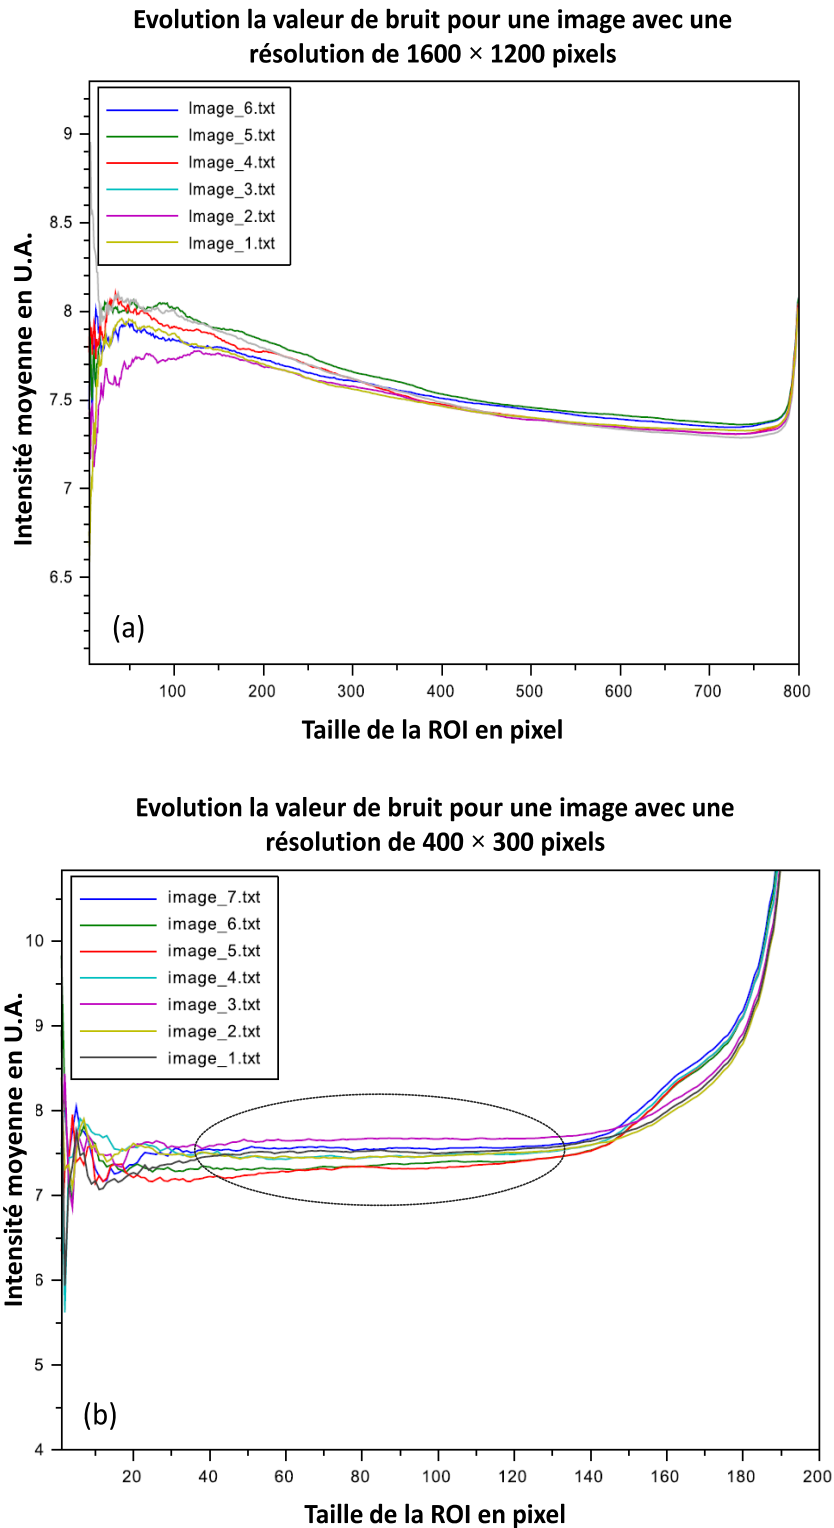 Evolution la valeur de bruit pour une image avec une
résolution de 1600 × 1200 pixels
Image_6.txt
Image_5.txt
Image_4.txt
Image_3.txt
Image_2.txt
Image_1.txt
9
8.5
8
7.5
7
6.5
Intensité moyenne en U.A.
(a)
100 200 300 400 500 600 700 800
Taille de la ROI en pixel
Evolution la valeur de bruit pour une image avec une
résolution de 400 × 300 pixels
image_7.txt
image_6.txt
image_5.txt
image_4.txt
image_3.txt
image_2.txt
image_1.txt
10
9
8
7
6
5
4
Intensité moyenne en U.A.
(b)
20 40 60 80 100 120 140 160 180 200
Taille de la ROI en pixel